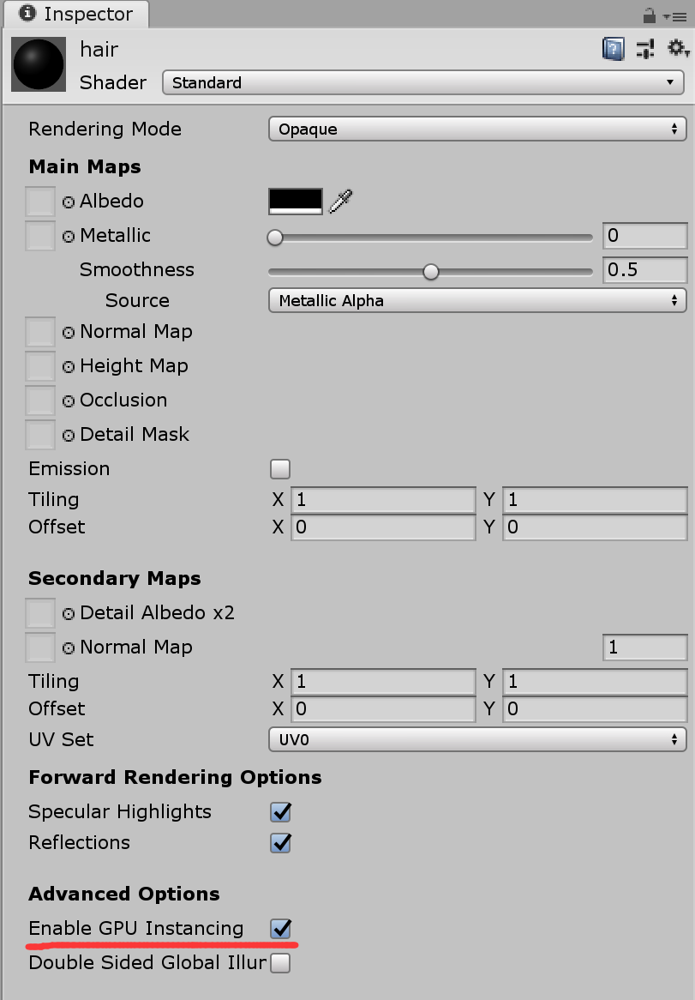 Inspector
hair
Shader Standard
Rendering Mode Opaque
Main Maps
Albedo
Metallic 0
Smoothness 0.5
Source Metallic Alpha
Normal Map
Height Map
Occlusion
Detail Mask
Emission
Tiling X 1 Y 1
Offset X 0 Y 0
Secondary Maps
Detail Albedo x2
Normal Map 1
Tiling X 1 Y 1
Offset X 0 Y 0
UV Set UV0
Forward Rendering Options
Specular Highlights
Reflections
Advanced Options
Enable GPU Instancing
Double Sided Global Illur